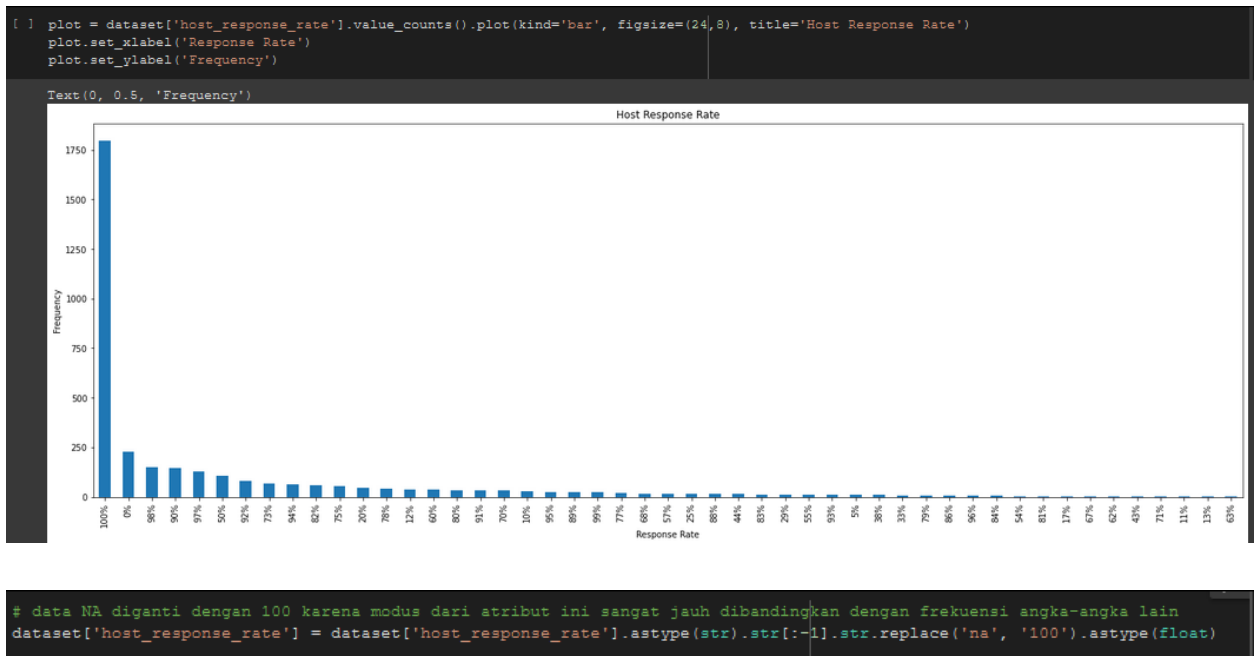 [ ] plot = dataset['host_response_rate'].value_counts().plot(kind='bar', figsize=(24,8), title='Host Response Rate')
plot.set_xlabel('Response Rate')
plot.set_ylabel('Frequency')
Text(0, 0.5, 'Frequency')
Host Response Rate
1750
1500
1250
1000
750
500
250
0
Frequency
100% 0% 98% 90% 97% 50% 92% 73% 94% 82% 75% 20% 78% 12% 60% 80% 91% 70% 10% 95% 89% 99% 77% 68% 57% 25% 88% 44% 83% 29% 55% 93% 5% 38% 33% 79% 86% 96% 84% 54% 81% 17% 67% 62% 43% 71% 11% 13% 63%
Response Rate
# data NA diganti dengan 100 karena modus dari atribut ini sangat jauh dibandingkan dengan frekuensi angka-angka lain
dataset['host_response_rate'] = dataset['host_response_rate'].astype(str).str[:-1].str.replace('na', '100').astype(float)